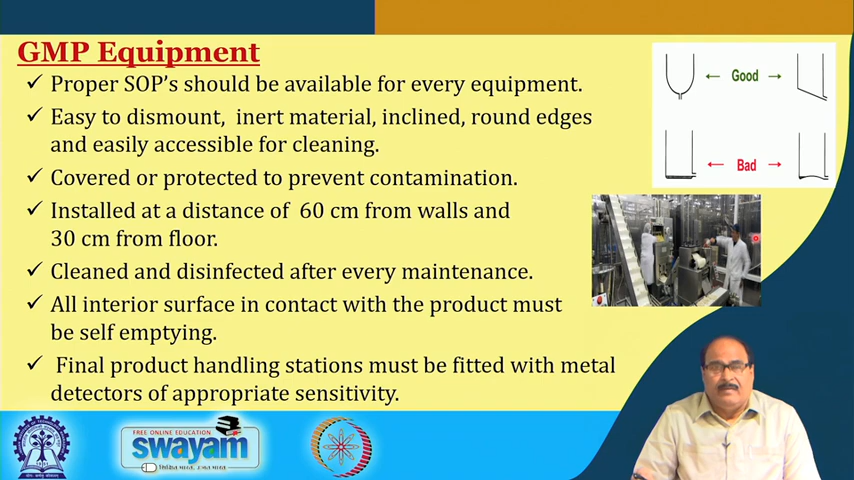 GMP Equipment
✓ Proper SOP's should be available for every equipment.
✓ Easy to dismount, inert material, inclined, round edges
and easily accessible for cleaning.
✓ Covered or protected to prevent contamination.
✓ Installed at a distance of 60 cm from walls and
30 cm from floor.
✓ Cleaned and disinfected after every maintenance.
✓ All interior surface in contact with the product must
be self emptying.
✓ Final product handling stations must be fitted with metal
detectors of appropriate sensitivity.
← Good →
← Bad →
FREE ONLINE EDUCATION
swayam